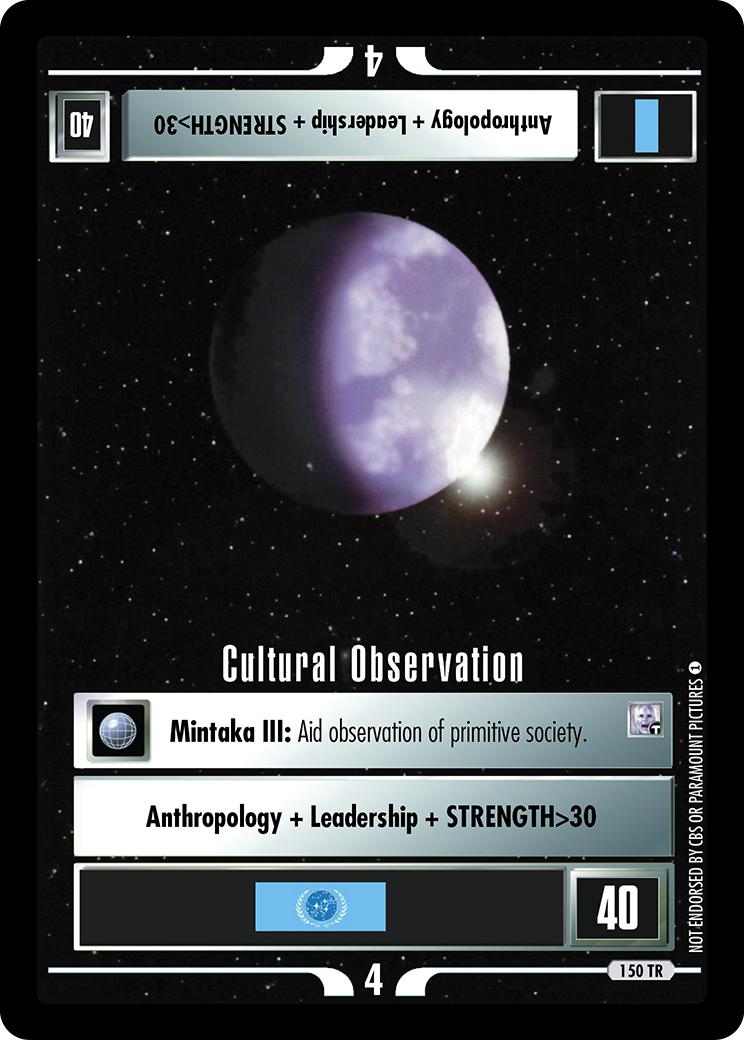 4
40
Anthropology + Leadership + STRENGTH>30
Cultural Observation
Mintaka III: Aid observation of primitive society.
T
Anthropology + Leadership + STRENGTH>30
40
4
150 TR
NOT ENDORSED BY CBS OR PARAMOUNT PICTURES 1